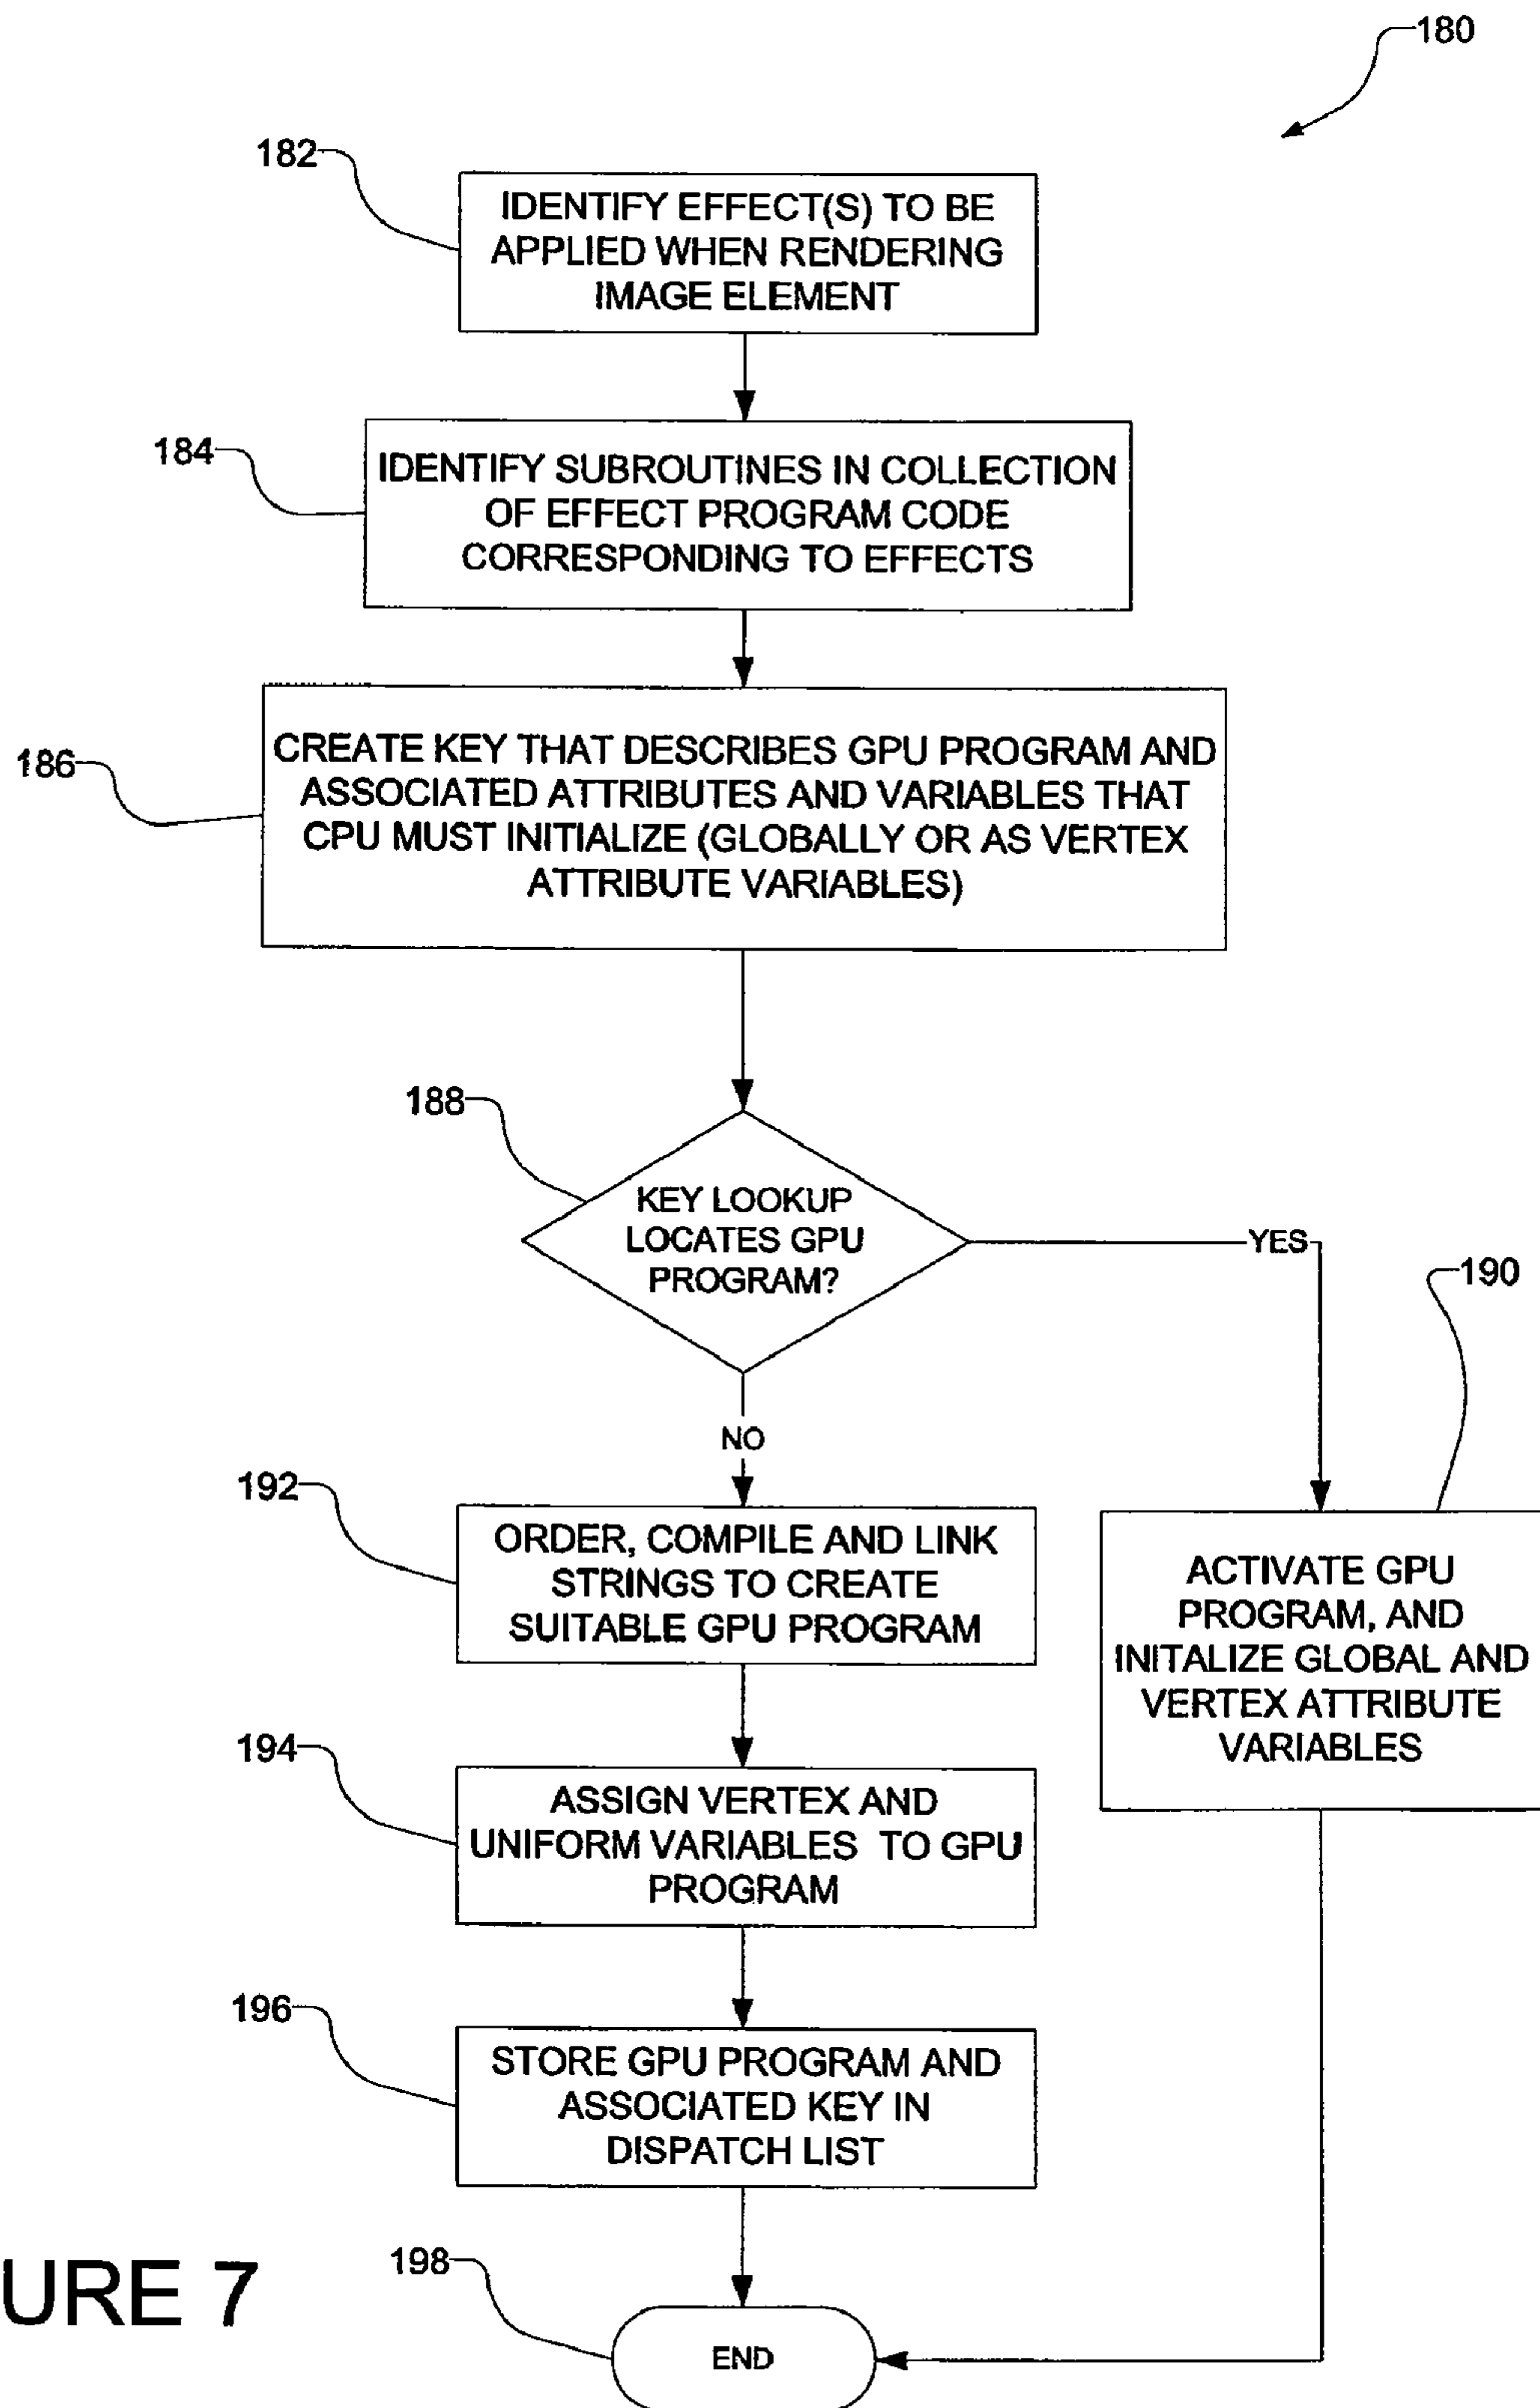 180
182
IDENTIFY EFFECT(S) TO BE
APPLIED WHEN RENDERING
IMAGE ELEMENT
184
IDENTIFY SUBROUTINES IN COLLECTION
OF EFFECT PROGRAM CODE
CORRESPONDING TO EFFECTS
186
CREATE KEY THAT DESCRIBES GPU PROGRAM AND
ASSOCIATED ATTRIBUTES AND VARIABLES THAT
CPU MUST INITIALIZE (GLOBALLY OR AS VERTEX
ATTRIBUTE VARIABLES)
188
KEY LOOKUP
LOCATES GPU
PROGRAM?
YES
190
NO
192
ORDER, COMPILE AND LINK
STRINGS TO CREATE
SUITABLE GPU PROGRAM
ACTIVATE GPU
PROGRAM, AND
INITALIZE GLOBAL AND
VERTEX ATTRIBUTE
VARIABLES
194
ASSIGN VERTEX AND
UNIFORM VARIABLES TO GPU
PROGRAM
196
STORE GPU PROGRAM AND
ASSOCIATED KEY IN
DISPATCH LIST
198
END
URE 7